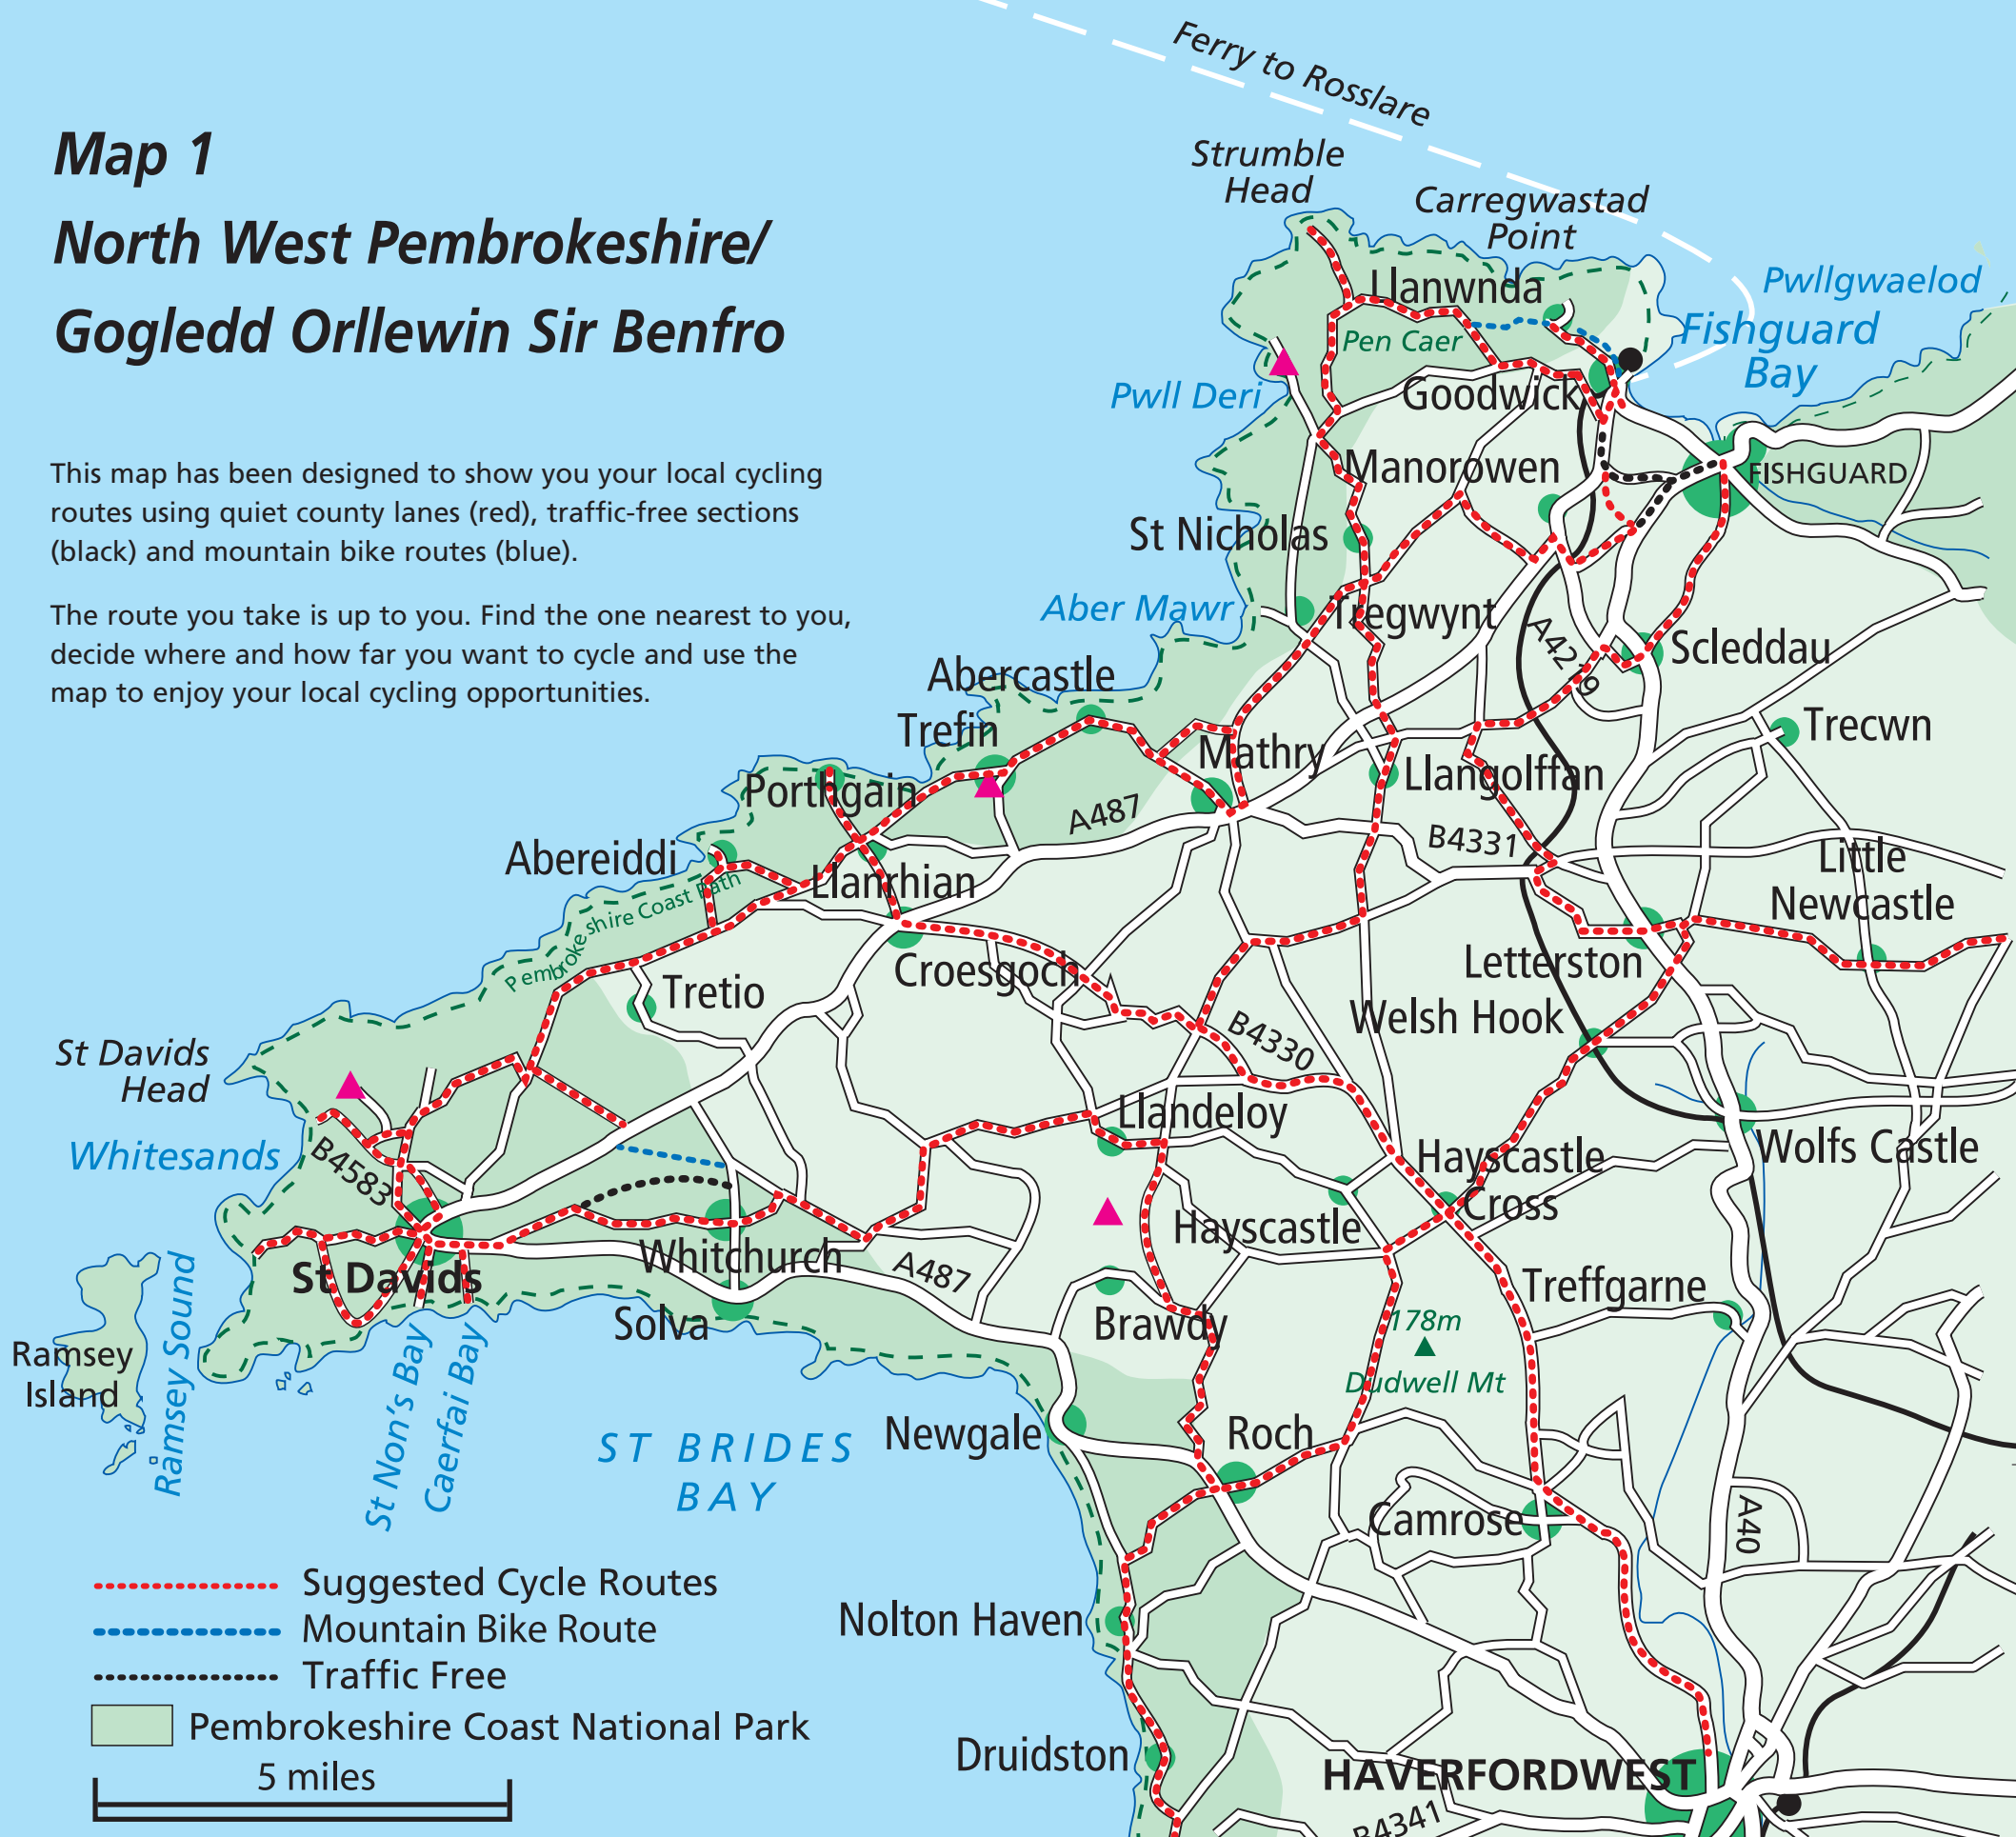 Ferry to Rosslare
Map 1
North West Pembrokeshire/
Gogledd Orllewin Sir Benfro
This map has been designed to show you your local cycling
routes using quiet county lanes (red), traffic-free sections
(black) and mountain bike routes (blue).
The route you take is up to you. Find the one nearest to you,
decide where and how far you want to cycle and use the
map to enjoy your local cycling opportunities.
Strumble
Head
Carregwastad
Point
Pwllgwaelod
Llanwnda
Fishguard
Bay
Pen Caer
Pwll Deri
Goodwick
Manorowen
FISHGUARD
St Nicholas
Aber Mawr
Tregwynt
A4219
Scleddau
Abercastle
Trefin
Mathry
Trecwn
Porthgain
A487
Llangolffan
B4331
Abereiddi
Llanrhian
Little
Newcastle
Pembrokeshire Coast Path
Croesgoch
Letterston
Tretio
Welsh Hook
B4330
St Davids
Head
Llandeloy
Whitesands
B4583
Hayscastle
Cross
Wolfs Castle
Hayscastle
Whitchurch
A487
St Davids
Treffgarne
Solva
Brawdy
178m
Dudwell Mt
Ramsey
Island
Ramsey Sound
St Non's Bay
Caerfai Bay
Newgale
Roch
ST BRIDES
BAY
Camrose
A40
Suggested Cycle Routes
Mountain Bike Route
Traffic Free
Pembrokeshire Coast National Park
5 miles
Nolton Haven
Druidston
HAVERFORDWEST
B4341